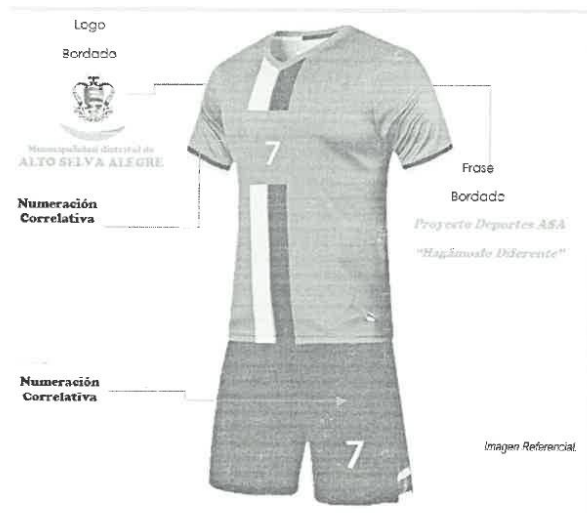 Logo
Bordado
Municipalidad distrital de
ALTO SELVA ALEGRE
Numeración
Correlativa
7
Frase
Bordado
Proyecto Deportes ASA
"Hagámoslo Diferente"
Numeración
Correlativa
7
Imagen Referencial.